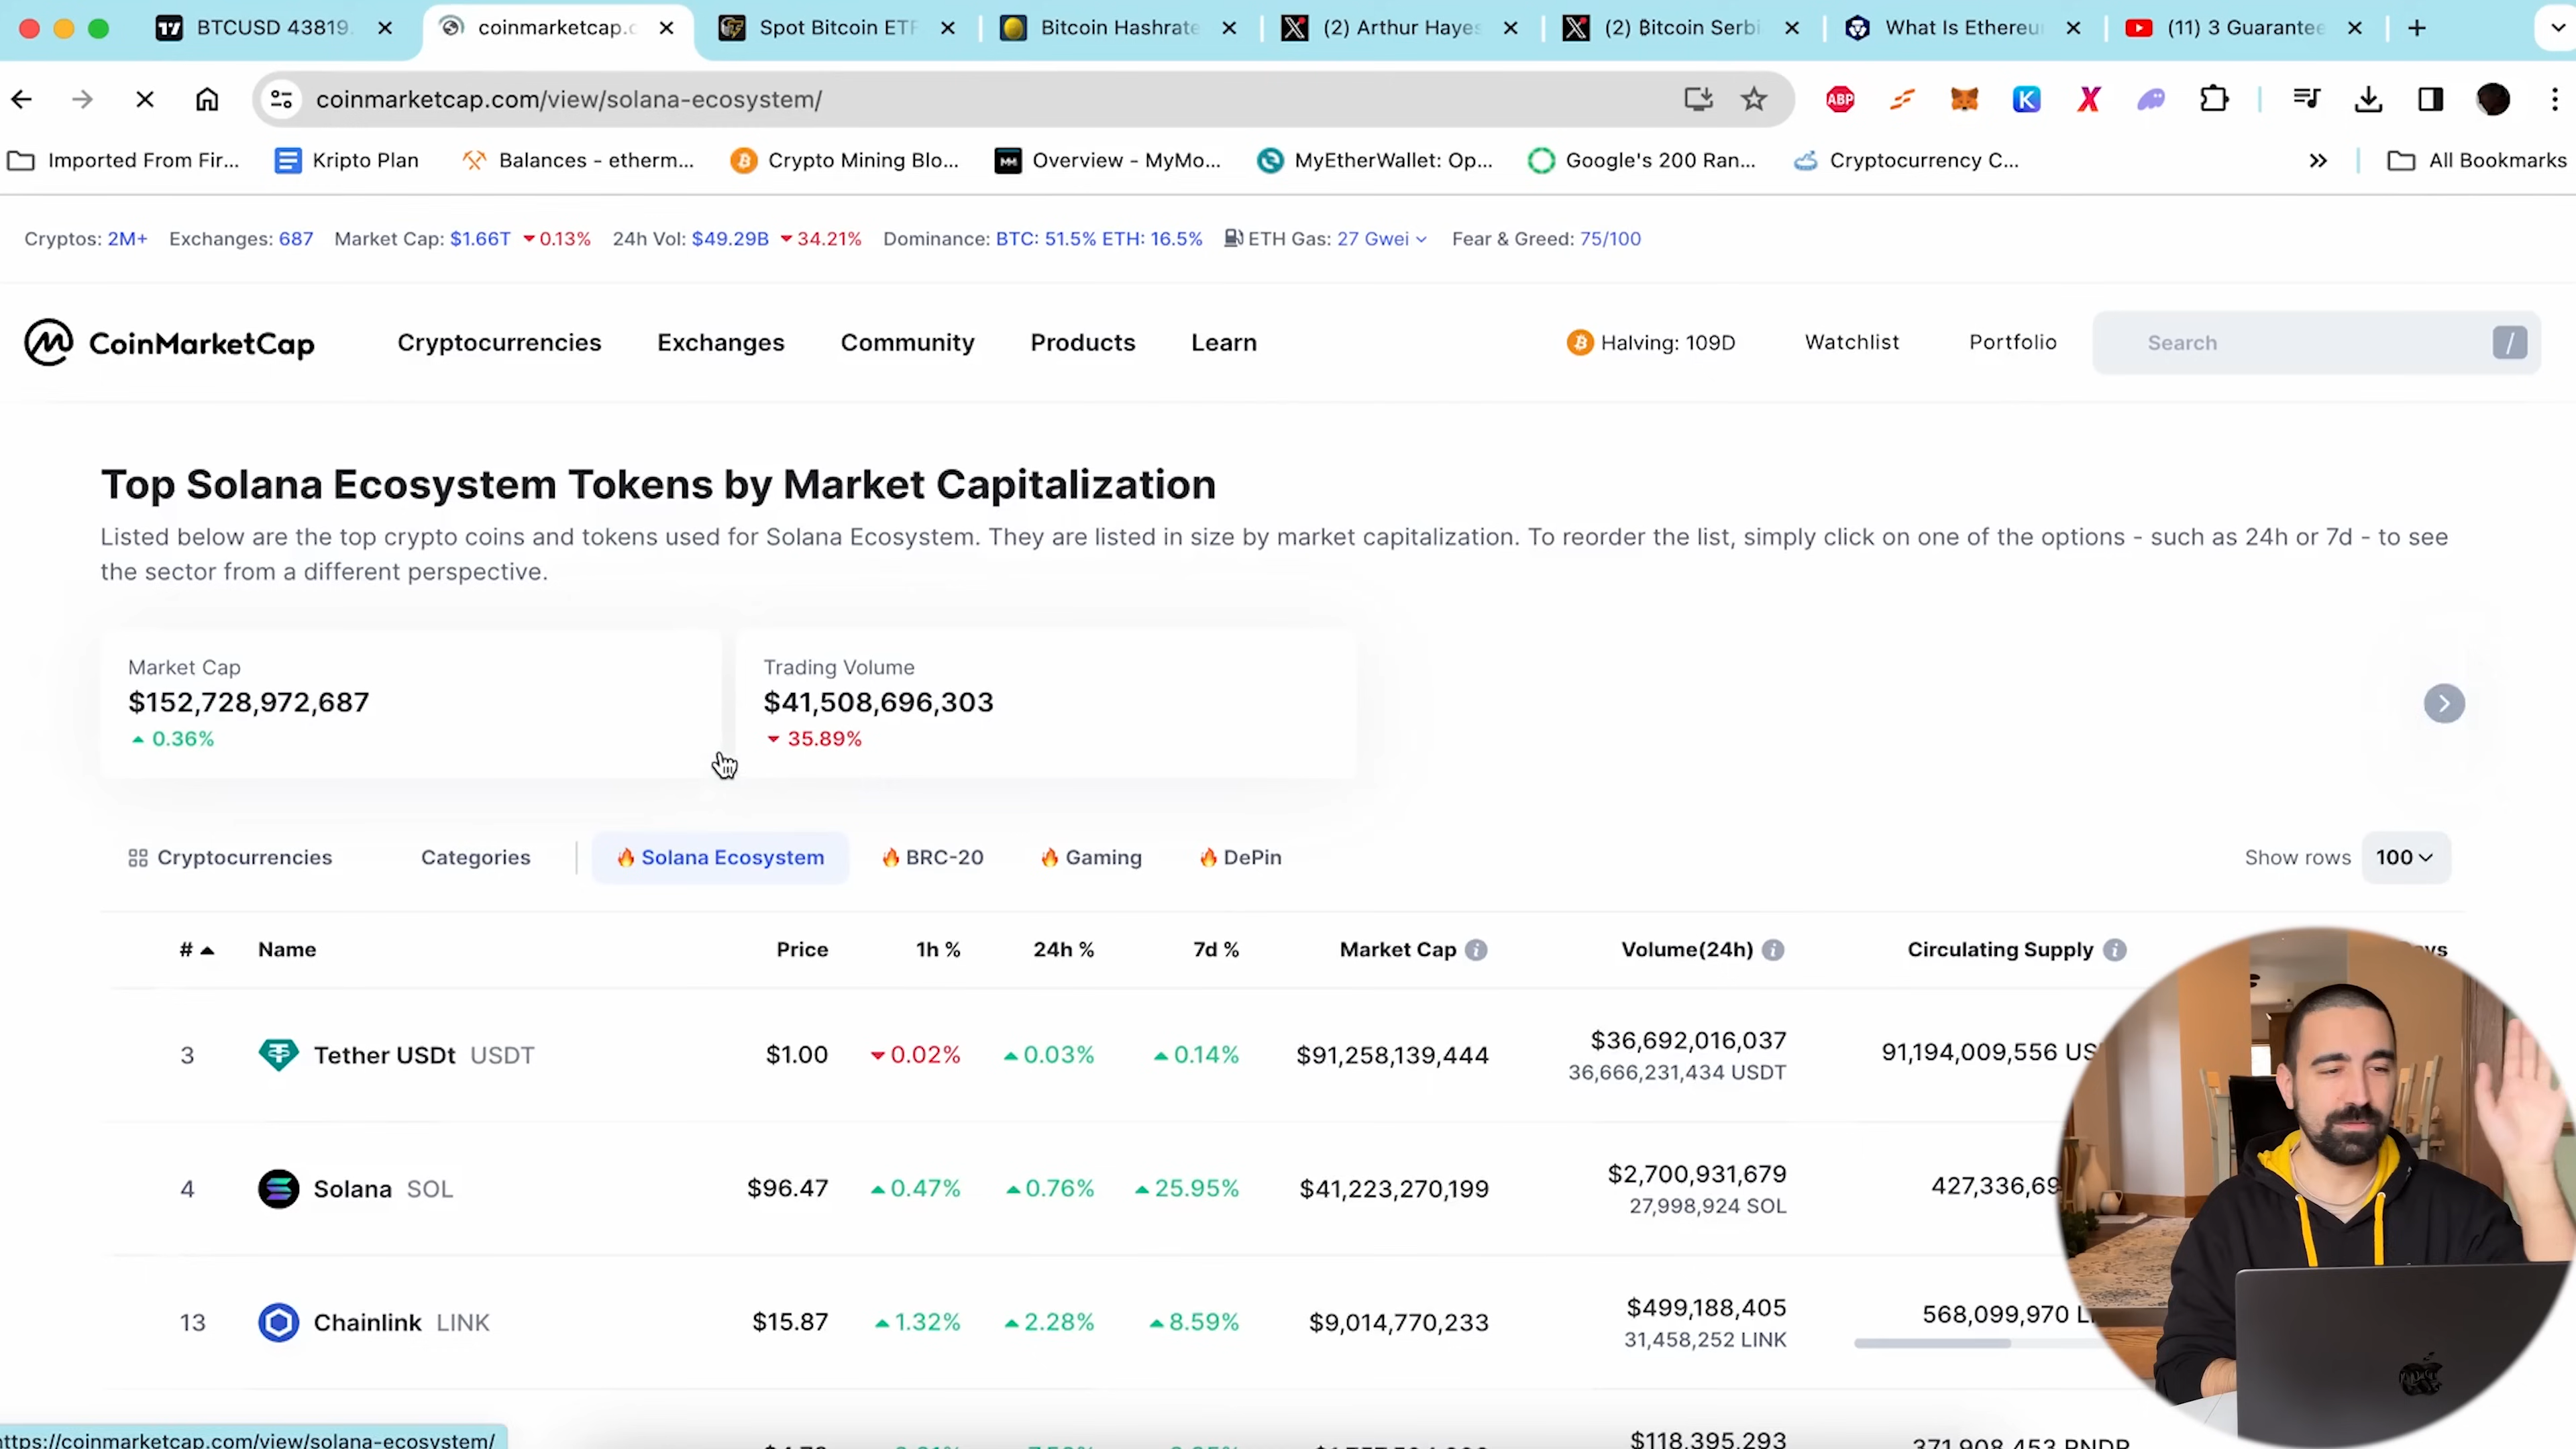 BTCUSD 43819.
coinmarketcap.c
Spot Bitcoin ETF
Bitcoin Hashrate
(2) Arthur Hayes
(2) Bitcoin Serbi
What Is Ethereu
(11) 3 Guarantee
coinmarketcap.com/view/solana-ecosystem/
ABP
Imported From Fir...
Kripto Plan
Balances - etherm...
Crypto Mining Blo...
Overview - MyMo...
MyEtherWallet: Op...
Google's 200 Ran...
Cryptocurrency C...
All Bookmarks
Cryptos: 2M+ Exchanges: 687 Market Cap: $1.66T 0.13% 24h Vol: $49.29B 34.21% Dominance: BTC: 51.5% ETH: 16.5% ETH Gas: 27 Gwei Fear & Greed: 75/100
CoinMarketCap
Cryptocurrencies Exchanges Community Products Learn
Halving: 109D Watchlist Portfolio Search /
Top Solana Ecosystem Tokens by Market Capitalization
Listed below are the top crypto coins and tokens used for Solana Ecosystem. They are listed in size by market capitalization. To reorder the list, simply click on one of the options - such as 24h or 7d - to see
the sector from a different perspective.
Market Cap
$152,728,972,687
0.36%
Trading Volume
$41,508,696,303
35.89%
Cryptocurrencies Categories Solana Ecosystem BRC-20 Gaming DePin Show rows 100
# Name Price 1h % 24h % 7d % Market Cap Volume(24h) Circulating Supply
3 Tether USDt USDT $1.00 0.02% 0.03% 0.14% $91,258,139,444 $36,692,016,037 91,194,009,556 US
36,666,231,434 USDT
4 Solana SOL $96.47 0.47% 0.76% 25.95% $41,223,270,199 $2,700,931,679 427,336,69
27,998,924 SOL
13 Chainlink LINK $15.87 1.32% 2.28% 8.59% $9,014,770,233 $499,188,405 568,099,970 L
31,458,252 LINK
$118,395,293
371,908,453 RNDR
https://coinmarketcap.com/view/solana-ecosystem/